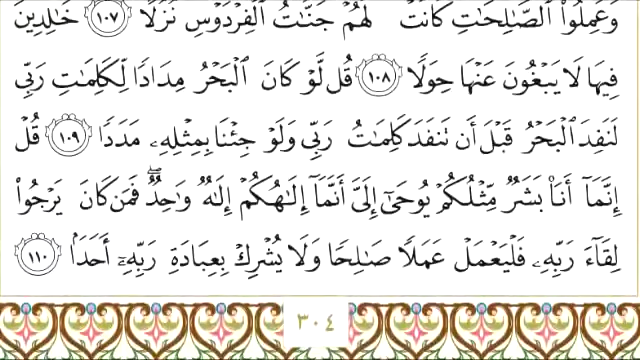 وَعَمِلُوا۟ ٱلصَّـٰلِحَـٰتِ كَانَتْ لَهُمْ جَنَّـٰتُ ٱلْفِرْدَوْسِ نُزُلًا ١٠٧ خَـٰلِدِينَ
فِيهَا لَا يَبْغُونَ عَنْهَا حِوَلًا ١٠٨ قُل لَّوْ كَانَ ٱلْبَحْرُ مِدَادًا لِّكَلِمَـٰتِ رَبِّى
لَنَفِدَ ٱلْبَحْرُ قَبْلَ أَن تَنفَدَ كَلِمَـٰتُ رَبِّى وَلَوْ جِئْنَا بِمِثْلِهِۦ مَدَدًا ١٠٩ قُلْ
إِنَّمَآ أَنَا۠ بَشَرٌ مِّثْلُكُمْ يُوحَىٰٓ إِلَىَّ أَنَّمَآ إِلَـٰهُكُمْ إِلَـٰهٌ وَٰحِدٌ ۖ فَمَن كَانَ يَرْجُوا۟
لِقَآءَ رَبِّهِۦ فَلْيَعْمَلْ عَمَلًا صَـٰلِحًا وَلَا يُشْرِكْ بِعِبَادَةِ رَبِّهِۦٓ أَحَدًۢا ١١٠
٣٠٤